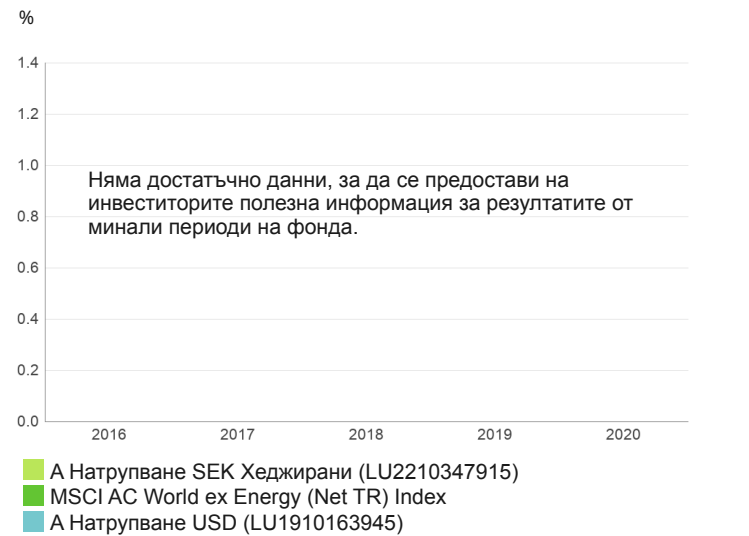 %
1.4
1.2
1.0
Няма достатъчно данни, за да се предостави на
инвеститорите полезна информация за резултатите от
минали периоди на фонда.
0.8
0.6
0.4
0.2
0.0
2016 2017 2018 2019 2020
А Натрупване SEK Хеджирани (LU2210347915)
MSCI AC World ex Energy (Net TR) Index
А Натрупване USD (LU1910163945)